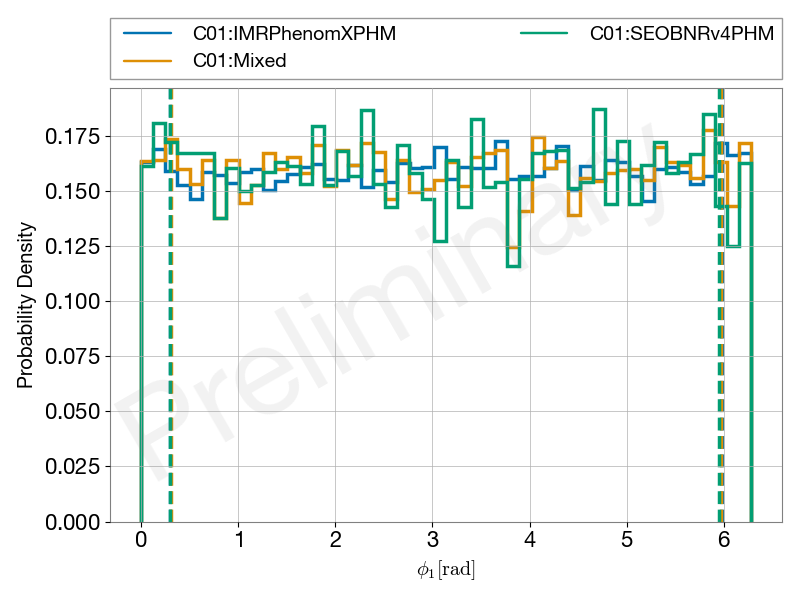 C01:IMRPhenomXPHM
C01:Mixed
C01:SEOBNRv4PHM
0.175
0.150
0.125
0.100
0.075
0.050
0.025
0.000
Probability Density
Preliminary
0 1 2 3 4 5 6
ϕ₁[rad]